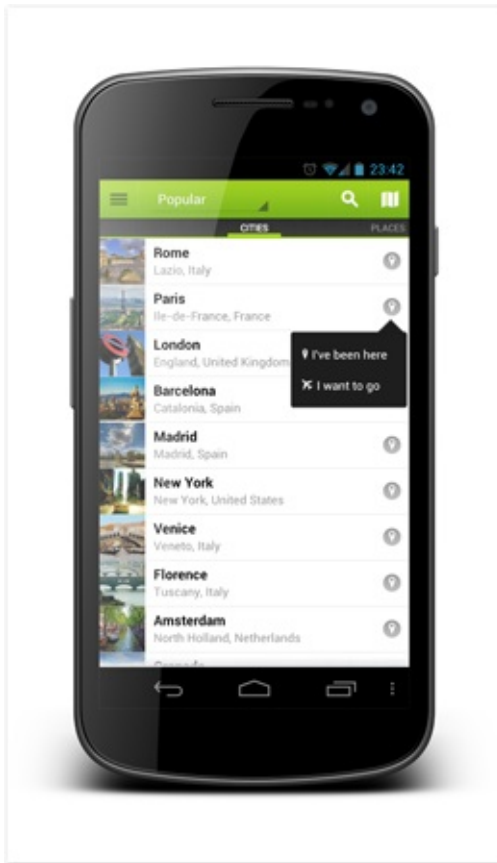 23:42
Popular
CITIES
PLACES
Rome
Lazio, Italy
Paris
Ile-de-France, France
I've been here
London
England, United Kingdom
I want to go
Barcelona
Catalonia, Spain
Madrid
Madrid, Spain
New York
New York, United States
Venice
Veneto, Italy
Florence
Tuscany, Italy
Amsterdam
North Holland, Netherlands